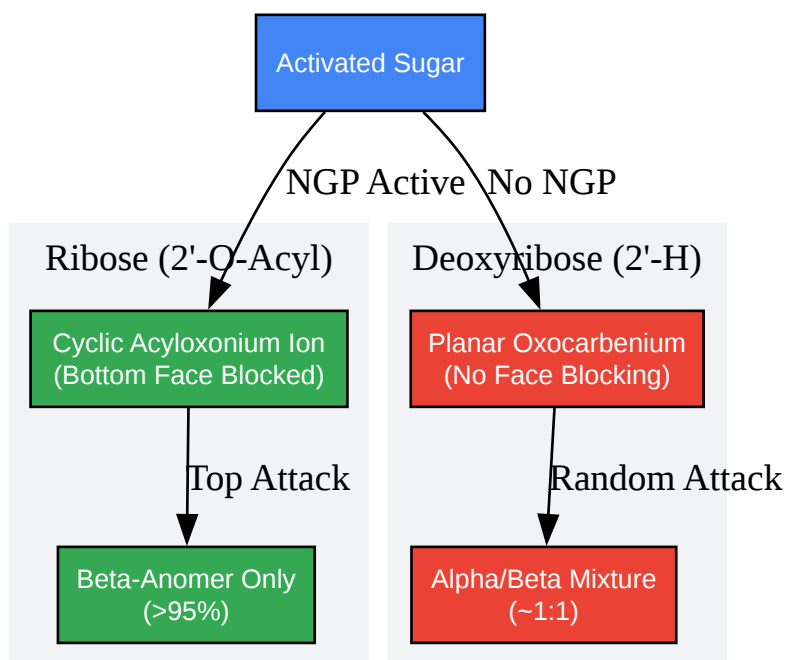 Activated Sugar
NGP Active
No NGP
Ribose (2'-O-Acyl)
Deoxyribose (2'-H)
Cyclic Acyloxonium Ion
(Bottom Face Blocked)
Planar Oxocarbenium
(No Face Blocking)
Top Attack
Random Attack
Beta-Anomer Only
(>95%)
Alpha/Beta Mixture
(~1:1)